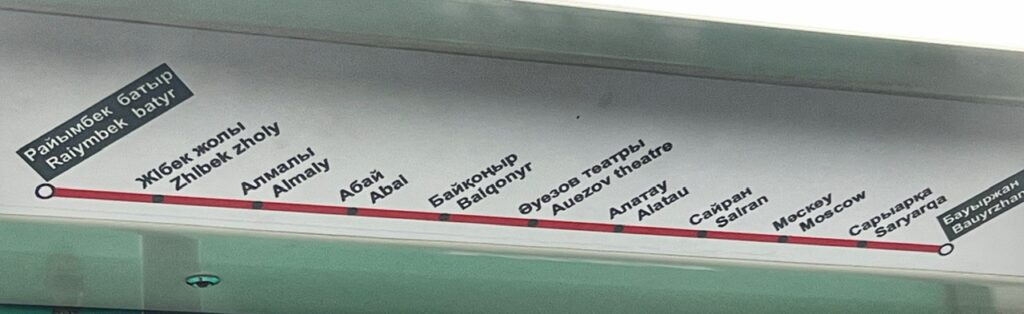 Райымбек батыр
Raiymbek batyr
Жібек жолы
Zhibek zholy
Алмалы
Almaly
Абай
Abai
Байқоңыр
Baiqonyr
Әуезов театры
Auezov theatre
Алатау
Alatau
Сайран
Sairan
Мәскеу
Moscow
Сарыарқа
Saryarqa
Бауыржан
Bauyrzhan